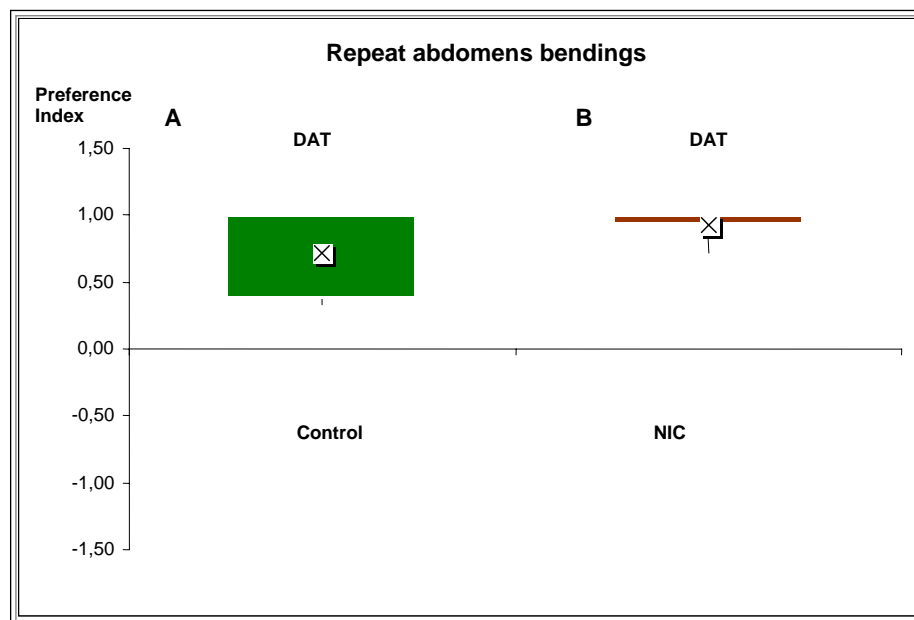 Repeat abdomens bendings
Preference
Index
A
B
DAT
DAT
1,50
1,00
0,50
0,00
-0,50
Control
NIC
-1,00
-1,50